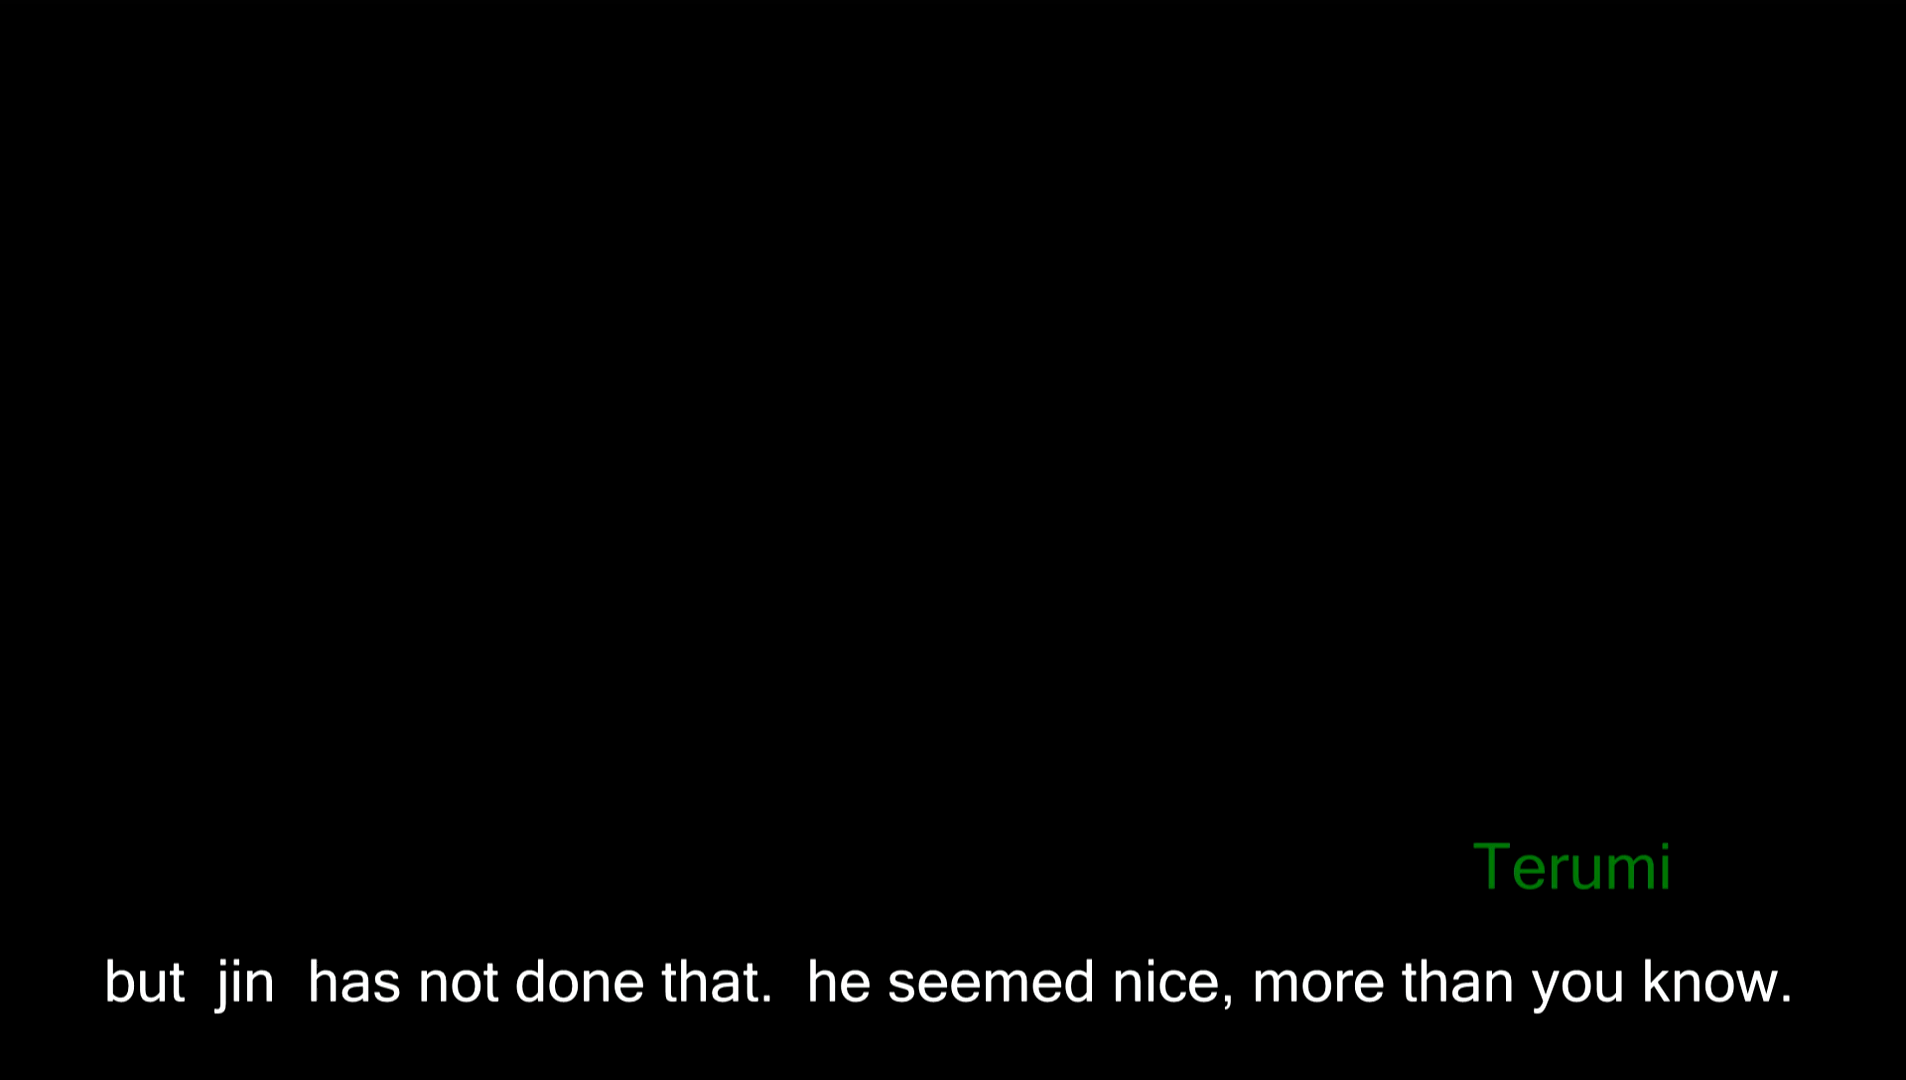 Terumi
but  jin  has not done that.  he seemed nice, more than you know.